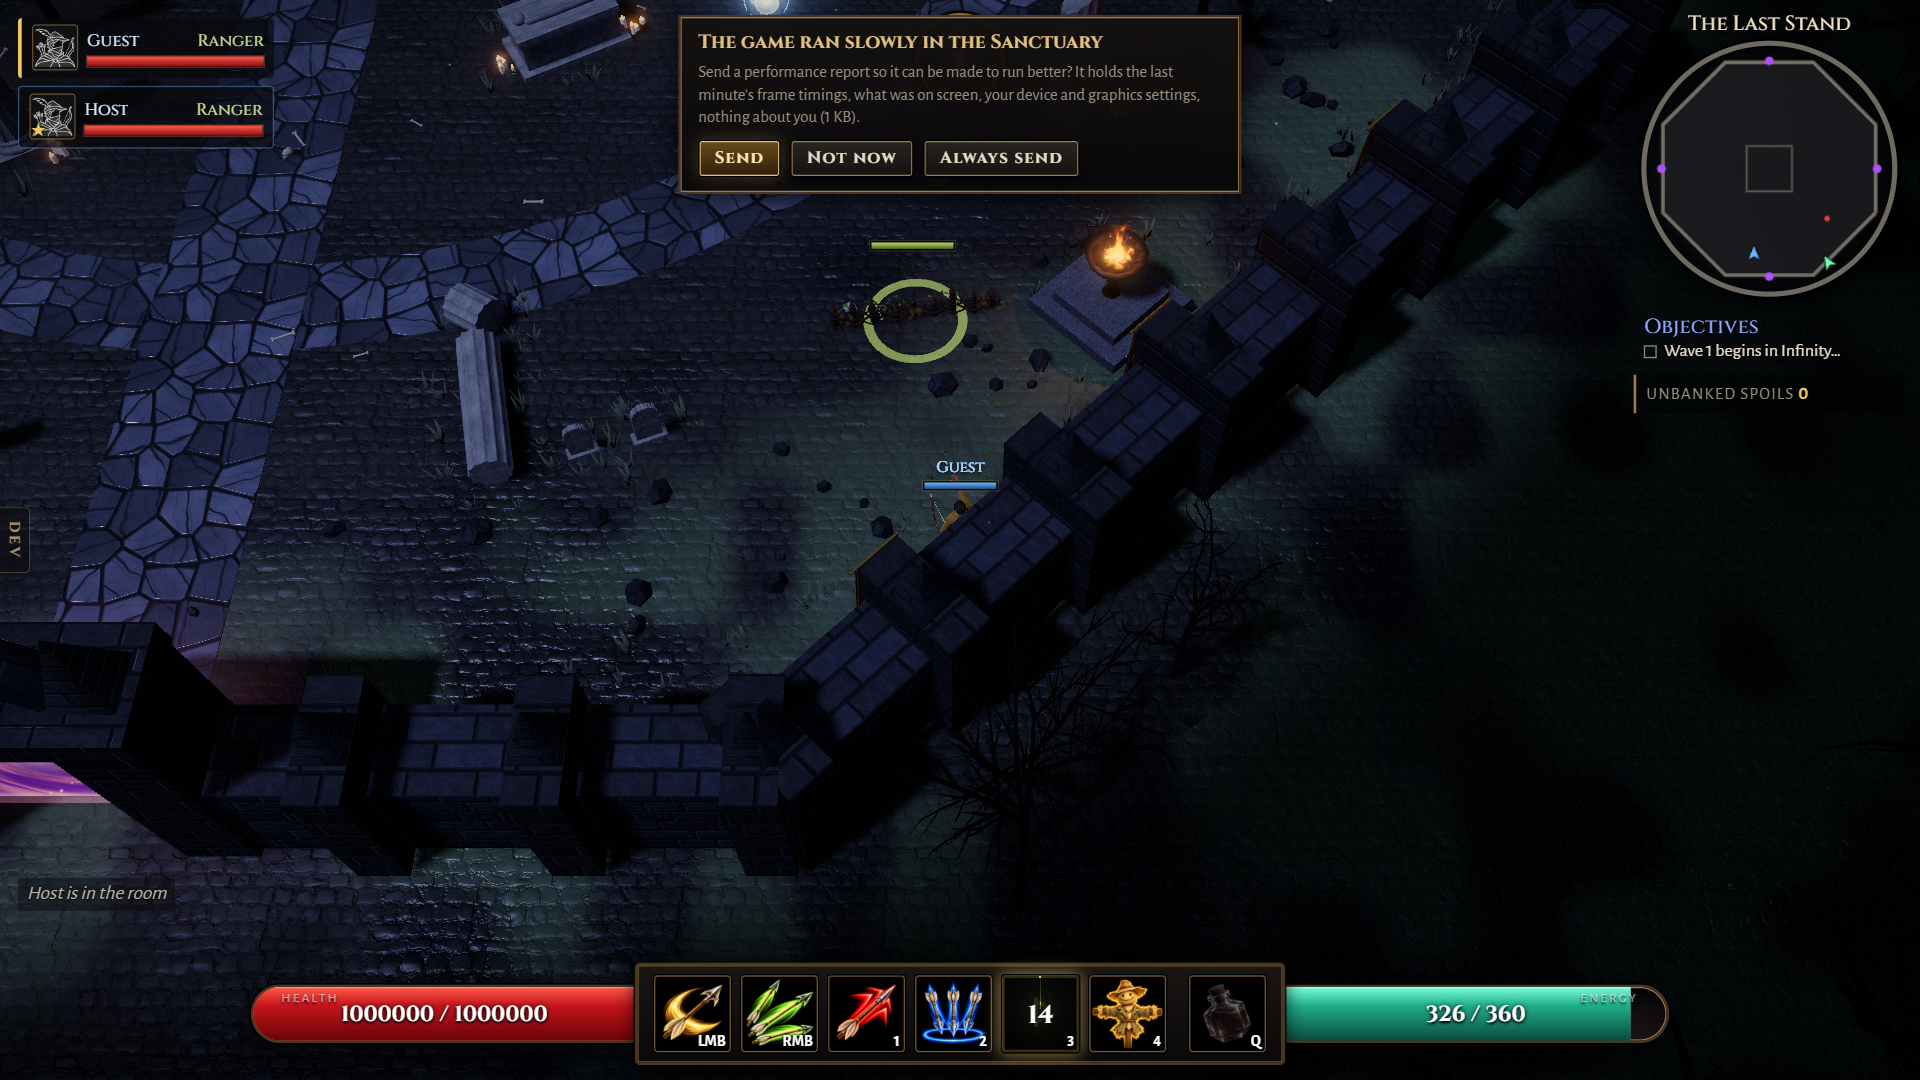 Guest Ranger
Host Ranger
The game ran slowly in the Sanctuary
Send a performance report so it can be made to run better? It holds the last
minute's frame timings, what was on screen, your device and graphics settings,
nothing about you (1 KB).
Send Not now Always send
The Last Stand
Objectives
Wave 1 begins in Infinity...
UNBANKED SPOILS 0
Guest
DEV
Host is in the room
HEALTH
1000000 / 1000000
LMB
RMB
1
2
14
3
4
Q
ENERGY
326 / 360